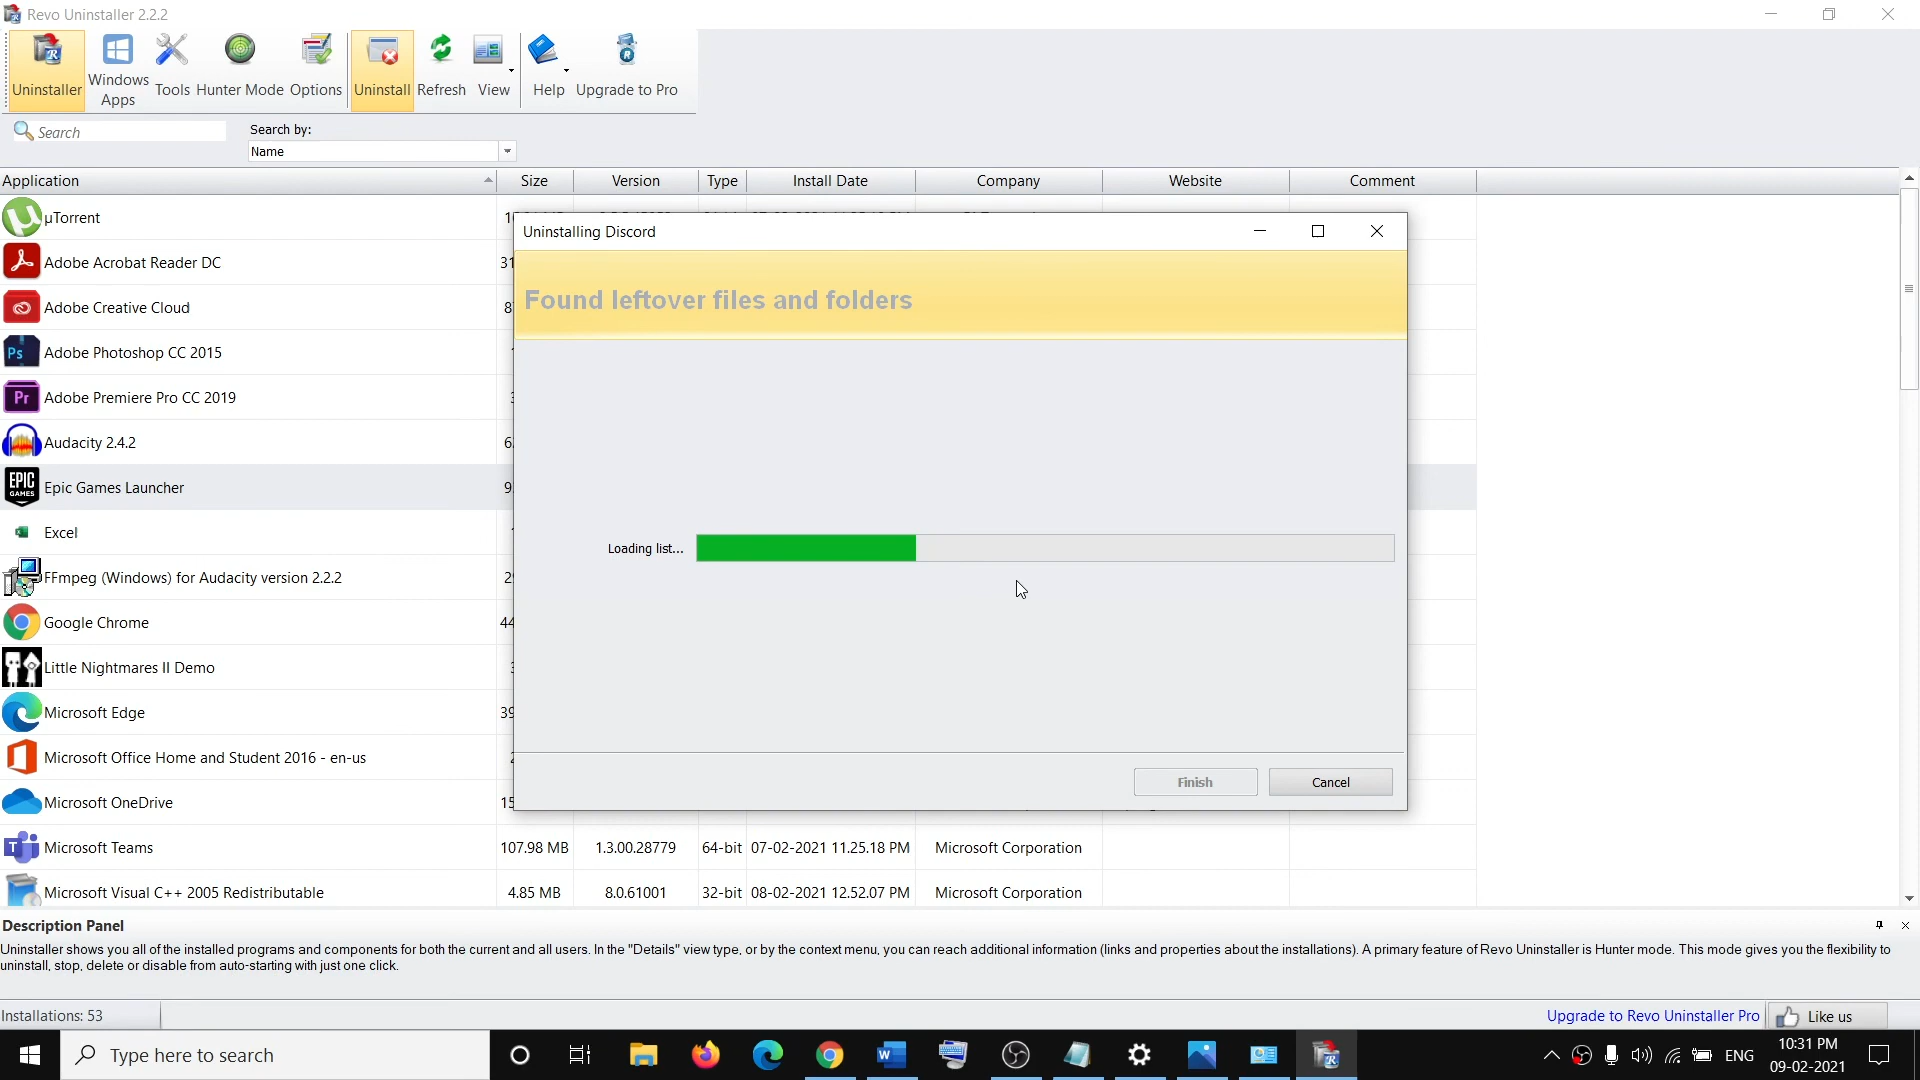 Revo Uninstaller 2.2.2
Uninstaller
Windows Apps
Tools
Hunter Mode
Options
Uninstall
Refresh
View
Help
Upgrade to Pro
Search
Search by:
Name
Application Size Version Type Install Date Company Website Comment
µTorrent
Adobe Acrobat Reader DC 31
Adobe Creative Cloud
Ps Adobe Photoshop CC 2015
Pr Adobe Premiere Pro CC 2019
Audacity 2.4.2 6
EPIC GAMES Epic Games Launcher 9
Excel
FFmpeg (Windows) for Audacity version 2.2.2 29
Google Chrome 44
Little Nightmares II Demo
Microsoft Edge 39
Microsoft Office Home and Student 2016 - en-us
Microsoft OneDrive 15
Microsoft Teams 107.98 MB 1.3.00.28779 64-bit 07-02-2021 11.25.18 PM Microsoft Corporation
Microsoft Visual C++ 2005 Redistributable 4.85 MB 8.0.61001 32-bit 08-02-2021 12.52.07 PM Microsoft Corporation
Uninstalling Discord
Found leftover files and folders
Loading list...
Finish
Cancel
Description Panel
Uninstaller shows you all of the installed programs and components for both the current and all users. In the "Details" view type, or by the context menu, you can reach additional information (links and properties about the installations). A primary feature of Revo Uninstaller is Hunter mode. This mode gives you the flexibility to
uninstall, stop, delete or disable from auto-starting with just one click.
Installations: 53
Upgrade to Revo Uninstaller Pro
Like us
Type here to search
ENG
10:31 PM
09-02-2021